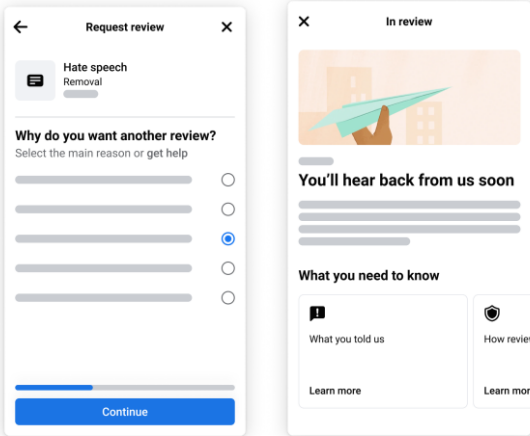 Request review
Hate speech
Removal
Why do you want another review?
Select the main reason or get help
Continue
In review
You'll hear back from us soon
What you need to know
What you told us
Learn more
How review
Learn mor